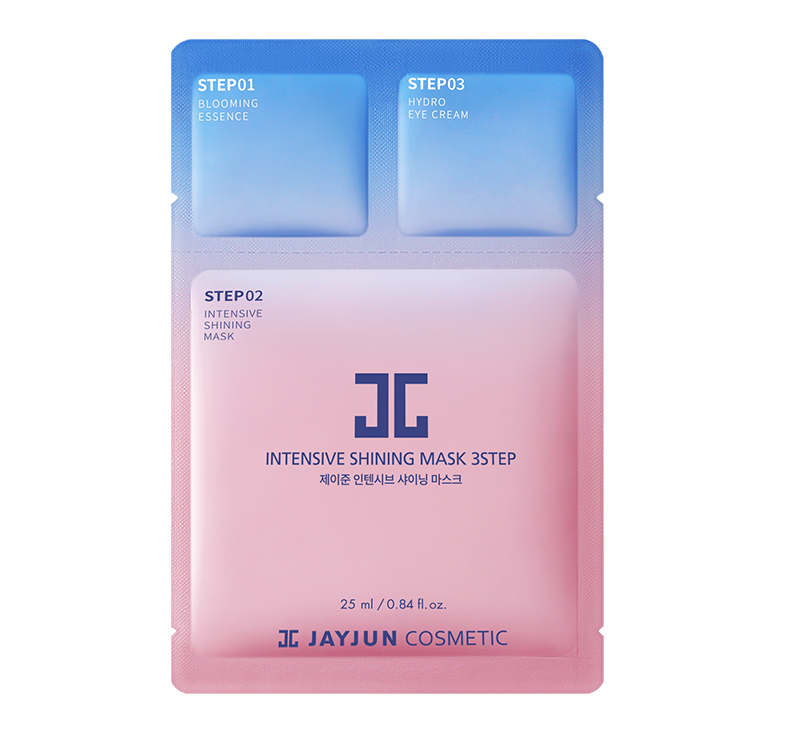 STEP01
BLOOMING
ESSENCE
STEP03
HYDRO
EYE CREAM
STEP02
INTENSIVE
SHINING
MASK
INTENSIVE SHINING MASK 3STEP
제이준 인텐시브 샤이닝 마스크
25 ml / 0.84 fl.oz.
JAYJUN COSMETIC